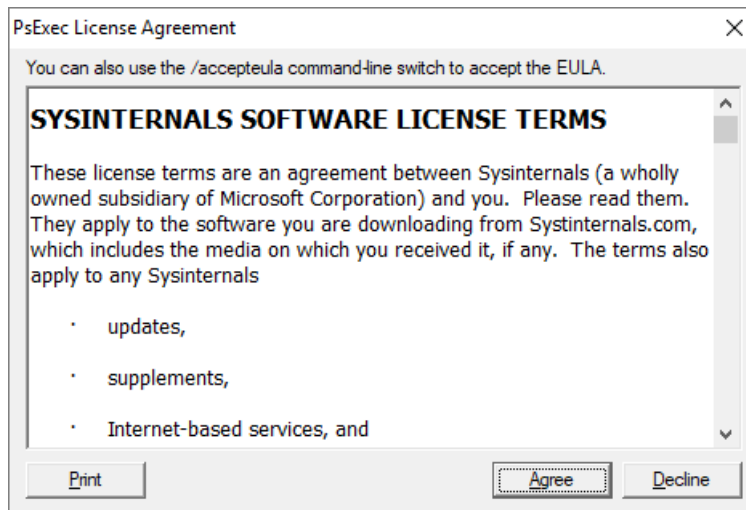 PsExec License Agreement
You can also use the /accepteula command-line switch to accept the EULA.
SYSINTERNALS SOFTWARE LICENSE TERMS
These license terms are an agreement between Sysinternals (a wholly
owned subsidiary of Microsoft Corporation) and you.  Please read them.
They apply to the software you are downloading from Systinternals.com,
which includes the media on which you received it, if any.  The terms also
apply to any Sysinternals
· updates,
· supplements,
· Internet-based services, and
Print Agree Decline